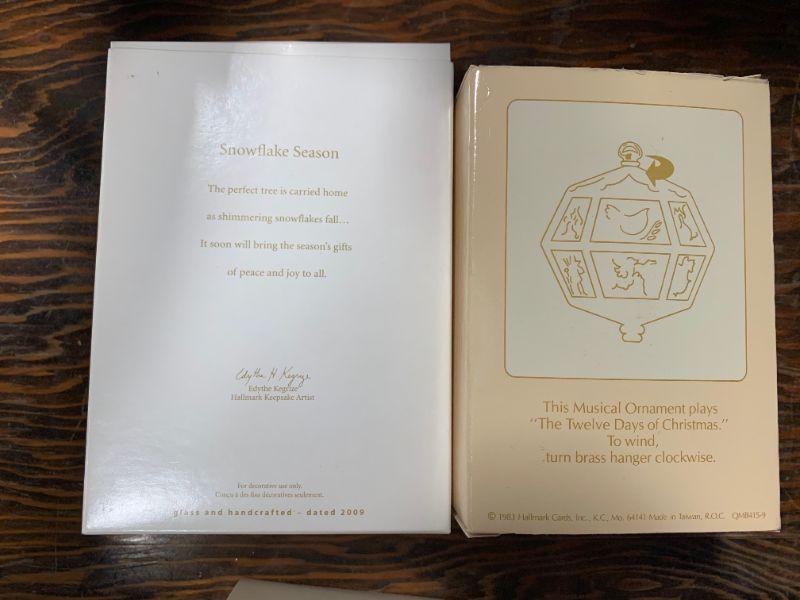 Snowflake Season
The perfect tree is carried home
as shimmering snowflakes fall...
It soon will bring the season's gifts
of peace and joy to all.
Edythe H Kegrize
Edythe Kegrize
Hallmark Keepsake Artist
For decorative use only.
Conçu à des fins décoratives seulement.
glass and handcrafted – dated 2009
This Musical Ornament plays
"The Twelve Days of Christmas."
To wind,
turn brass hanger clockwise.
© 1983 Hallmark Cards, Inc., K.C., Mo. 64141 Made in Taiwan, R.O.C. QMB415-9